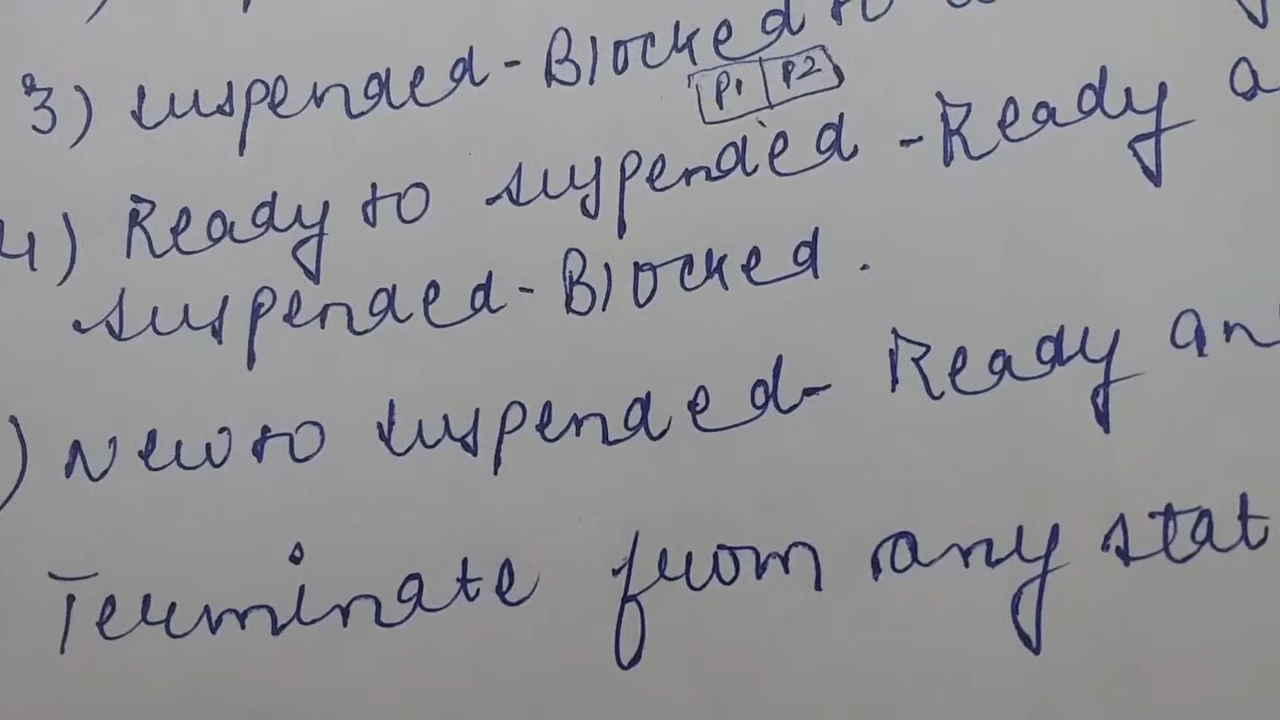 3) suspended-Blocked to
P1 P2
4) Ready to suspended-Ready a
suspended-Blocked.
) New to suspended-Ready an
Terminate from any stat